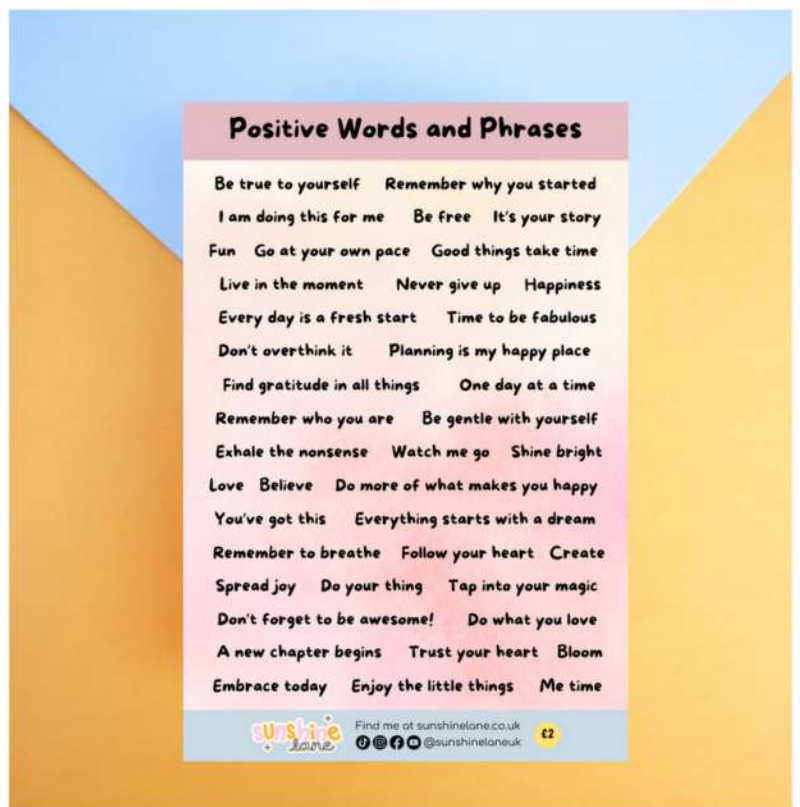 Positive Words and Phrases
Be true to yourself Remember why you started
I am doing this for me Be free It's your story
Fun Go at your own pace Good things take time
Live in the moment Never give up Happiness
Every day is a fresh start Time to be fabulous
Don't overthink it Planning is my happy place
Find gratitude in all things One day at a time
Remember who you are Be gentle with yourself
Exhale the nonsense Watch me go Shine bright
Love Believe Do more of what makes you happy
You've got this Everything starts with a dream
Remember to breathe Follow your heart Create
Spread joy Do your thing Tap into your magic
Don't forget to be awesome! Do what you love
A new chapter begins Trust your heart Bloom
Embrace today Enjoy the little things Me time
sunshine
lane
Find me at sunshinelane.co.uk
@sunshinelaneuk
£2